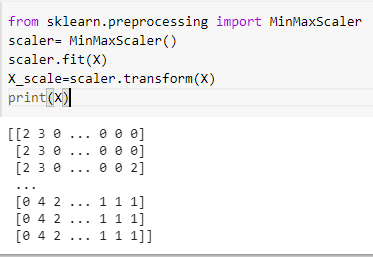 from sklearn.preprocessing import MinMaxScaler
scaler= MinMaxScaler()
scaler.fit(X)
X_scale=scaler.transform(X)
print(X)
[[2 3 0 ... 0 0 0]
 [2 3 0 ... 0 0 0]
 [2 3 0 ... 0 0 2]
 ...
 [0 4 2 ... 1 1 1]
 [0 4 2 ... 1 1 1]
 [0 4 2 ... 1 1 1]]